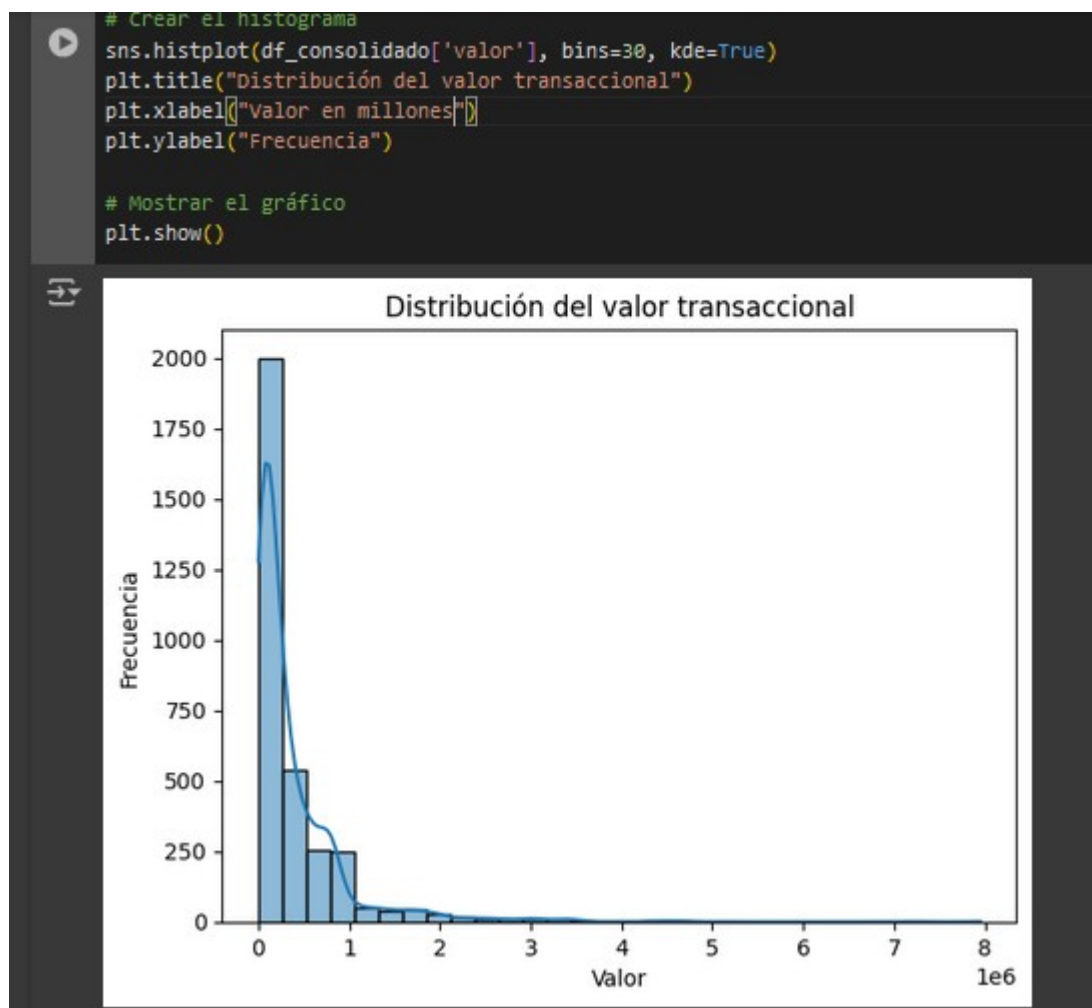 # Crear el histograma
sns.histplot(df_consolidado['valor'], bins=30, kde=True)
plt.title("Distribución del valor transaccional")
plt.xlabel("Valor en millones")
plt.ylabel("Frecuencia")
# Mostrar el gráfico
plt.show()
Distribución del valor transaccional
2000
1750
1500
1250
1000
750
500
250
0
Frecuencia
0 1 2 3 4 5 6 7 8
1e6
Valor